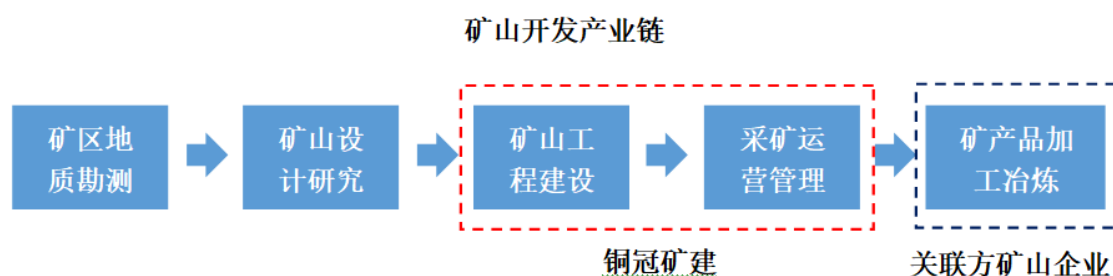 矿山开发产业链
矿区地
质勘测
矿山设
计研究
矿山工
程建设
采矿运
营管理
矿产品加
工冶炼
铜冠矿建
关联方矿山企业